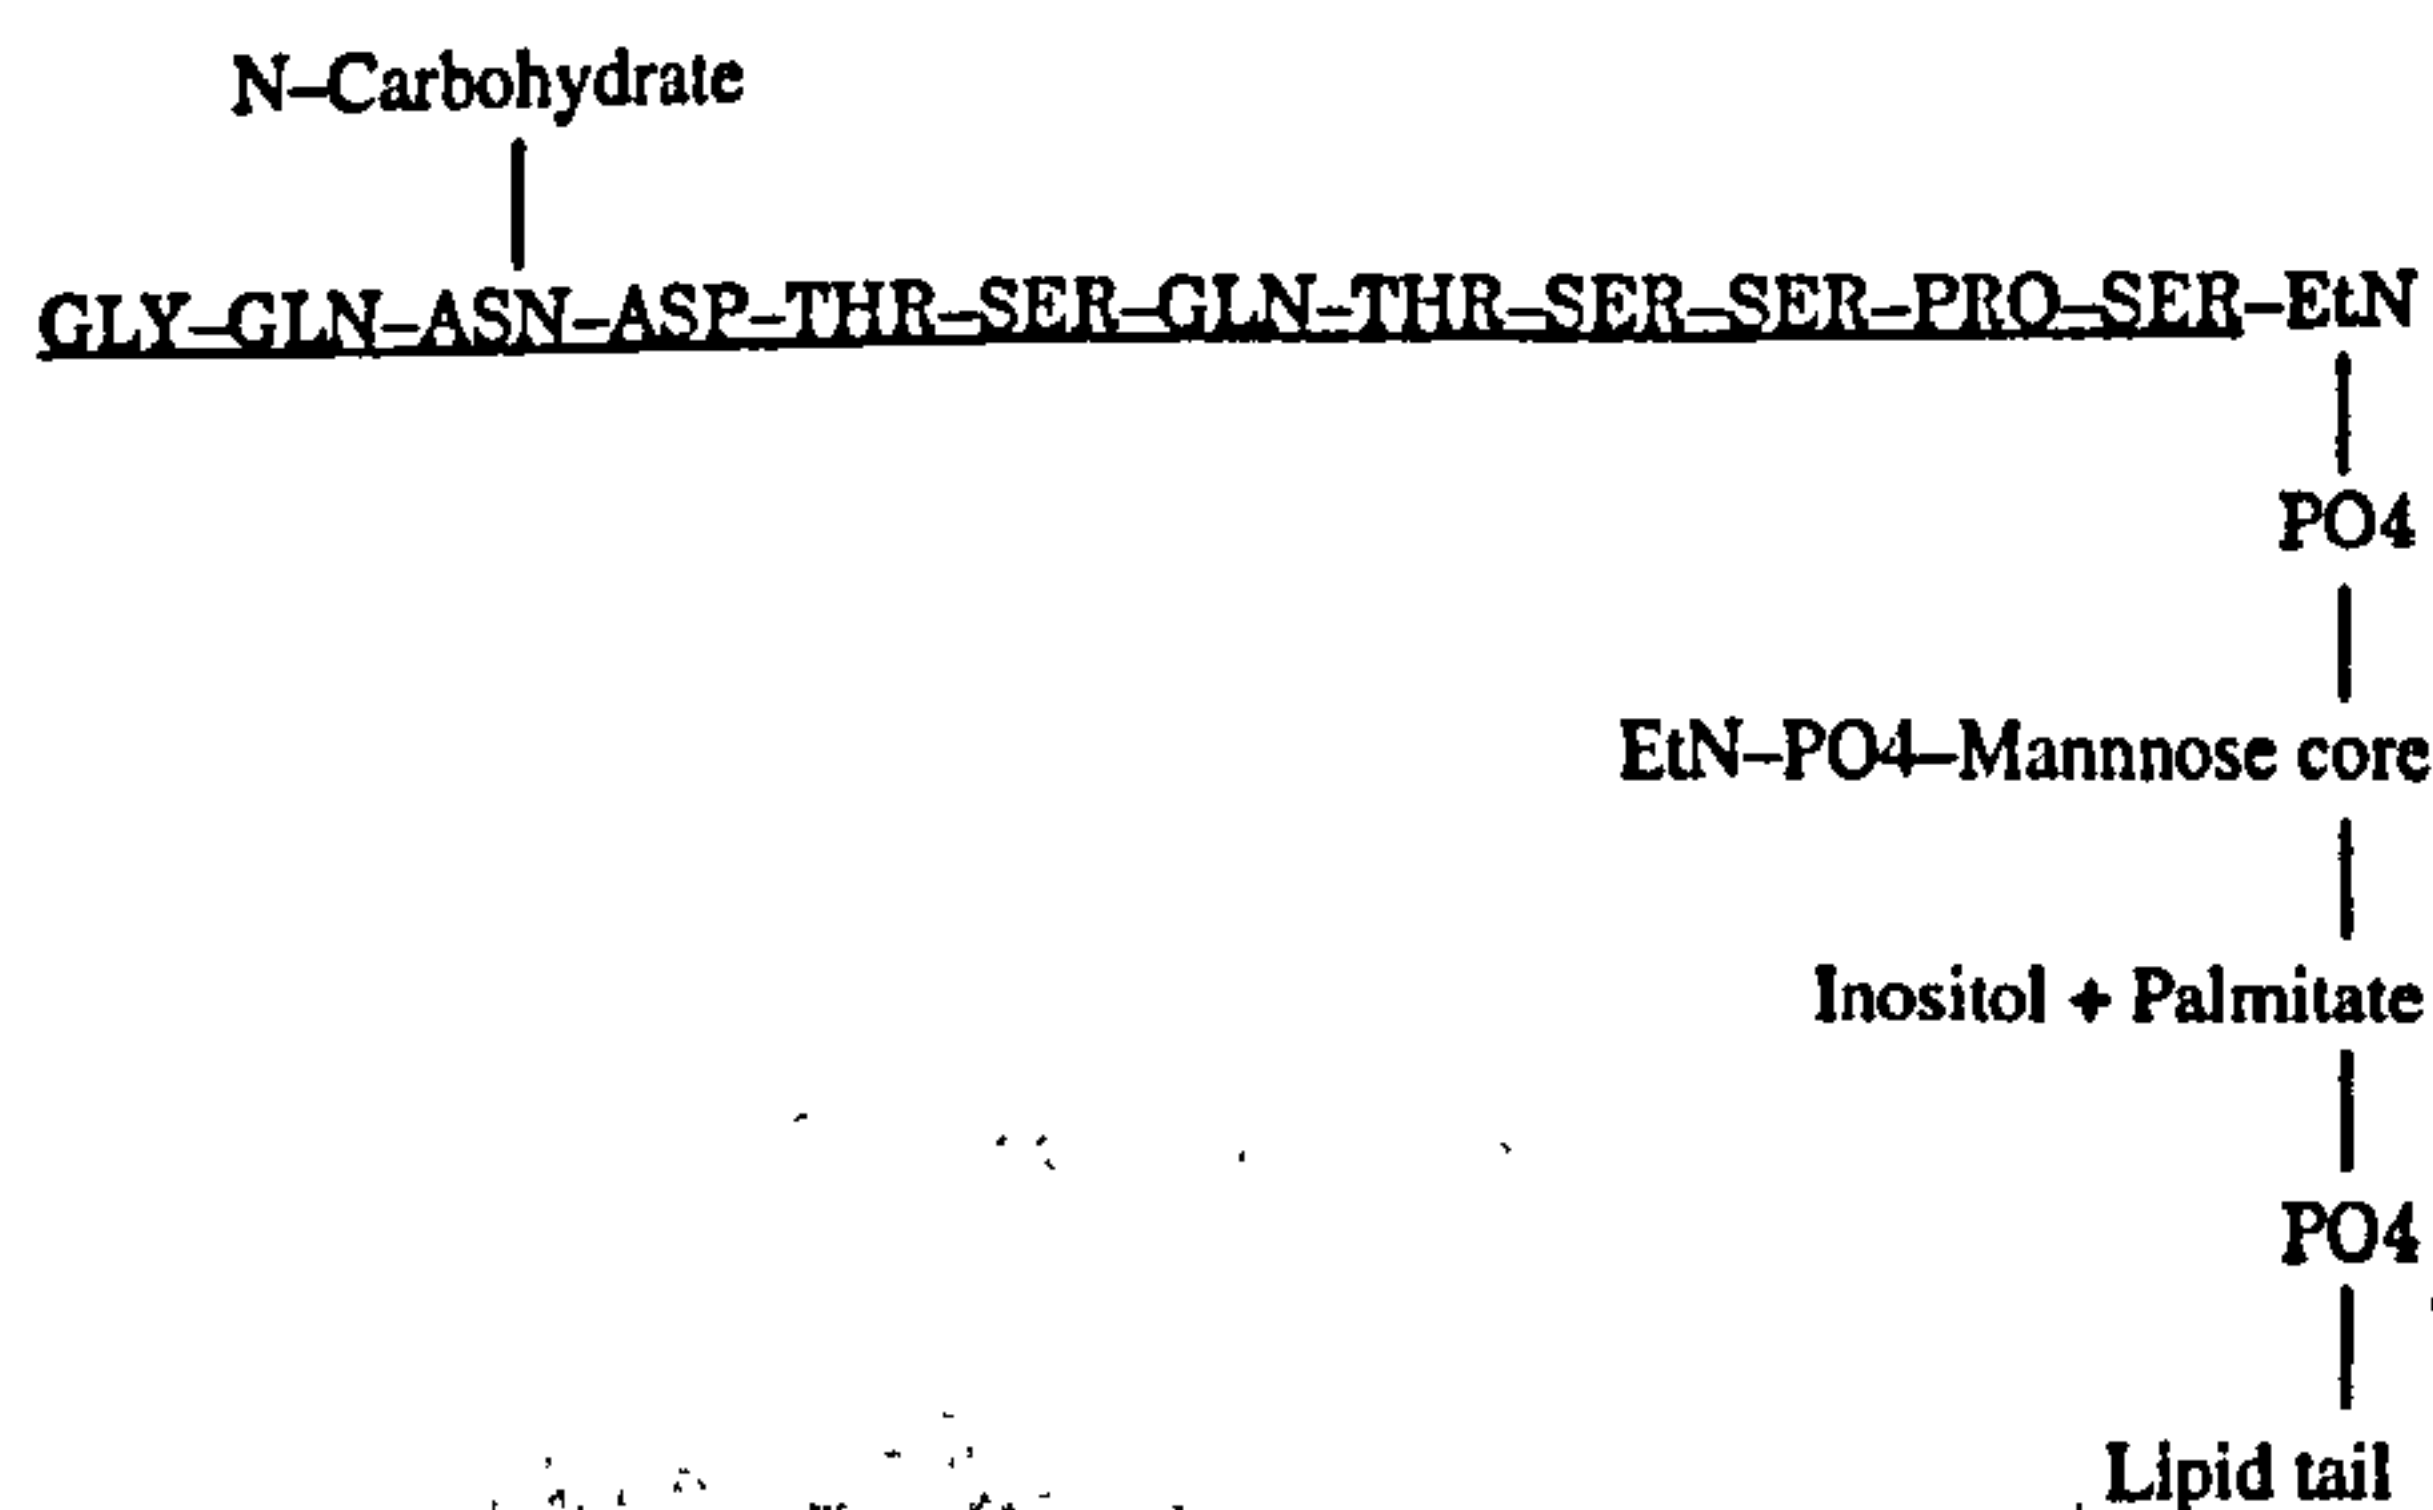 N–Carbohydrate
GLY–GLN–ASN–ASP–THR–SER–GLN–THR–SER–SER–PRO–SER–EtN
PO4
EtN–PO4–Mannnose core
Inositol + Palmitate
PO4
Lipid tail